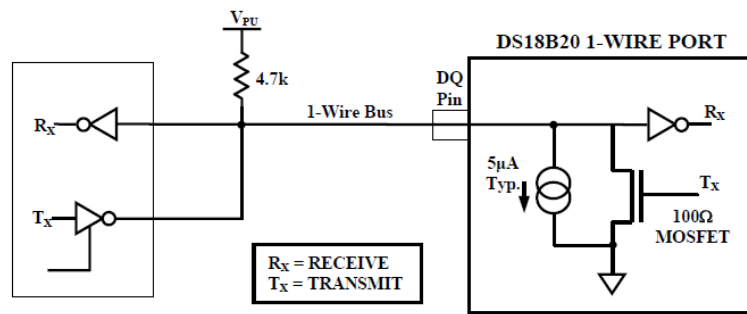 V_PU
DS18B20 1-WIRE PORT
4.7k
DQ
Pin
R_X
1-Wire Bus
R_X
5µA
Typ.
T_X
T_X
100Ω
MOSFET
R_X = RECEIVE
T_X = TRANSMIT